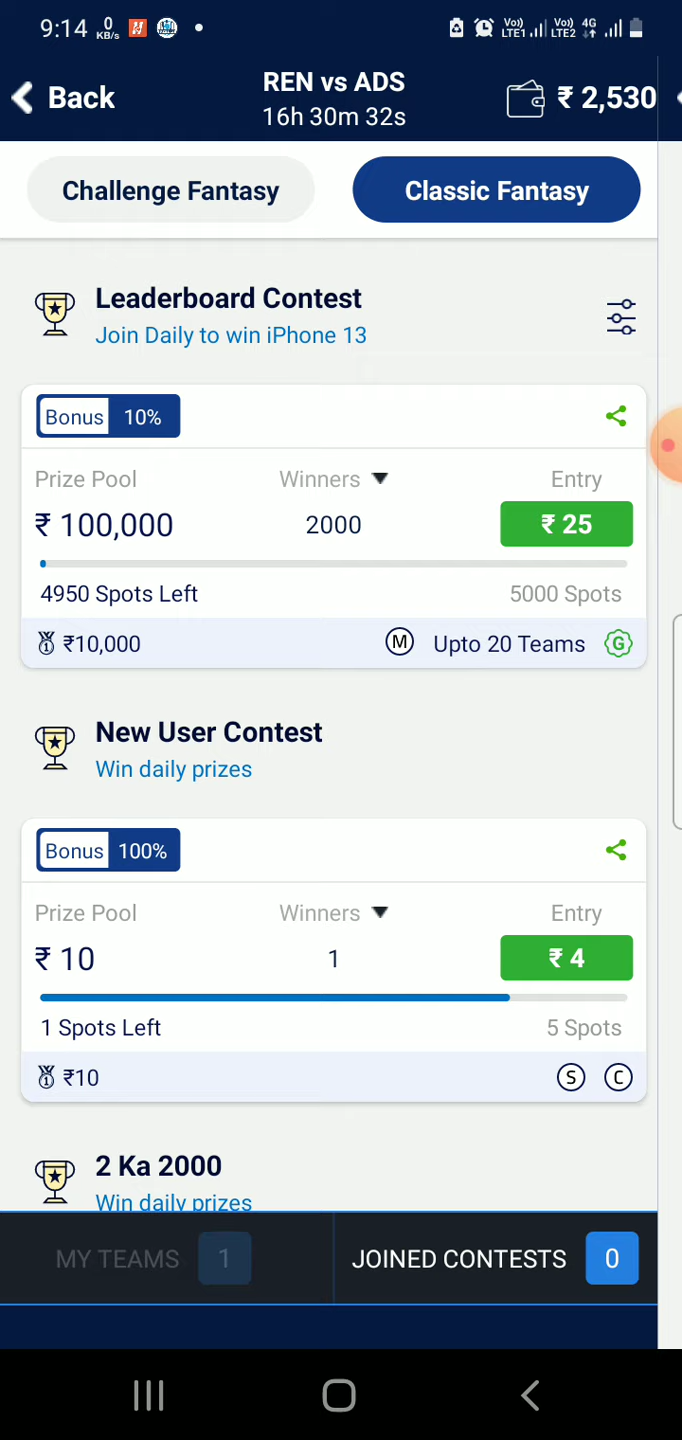 9:14 0 KB/s Vo) LTE1 Vo) LTE2 4G
Back REN vs ADS ₹ 2,530
16h 30m 32s
Challenge Fantasy Classic Fantasy
Leaderboard Contest
Join Daily to win iPhone 13
Bonus 10%
Prize Pool Winners Entry
₹ 100,000 2000 ₹ 25
4950 Spots Left 5000 Spots
1 ₹10,000 M Upto 20 Teams G
New User Contest
Win daily prizes
Bonus 100%
Prize Pool Winners Entry
₹ 10 1 ₹ 4
1 Spots Left 5 Spots
1 ₹10 S C
2 Ka 2000
Win daily prizes
MY TEAMS 1 JOINED CONTESTS 0